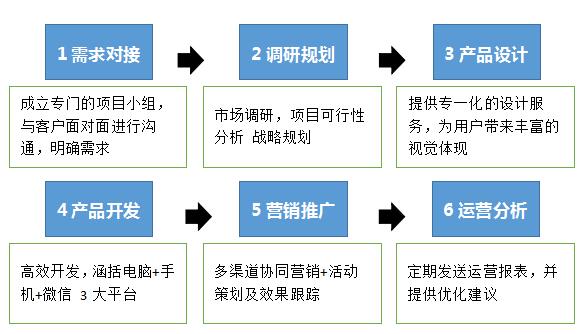 1 需求对接
2 调研规划
3 产品设计
成立专门的项目小组，
与客户面对面进行沟
通，明确需求
市场调研，项目可行性
分析 战略规划
提供专一化的设计服
务，为用户带来丰富的
视觉体现
4 产品开发
5 营销推广
6 运营分析
高效开发，涵括电脑+手
机+微信 3 大平台
多渠道协同营销+活动
策划及效果跟踪
定期发送运营报表，并
提供优化建议